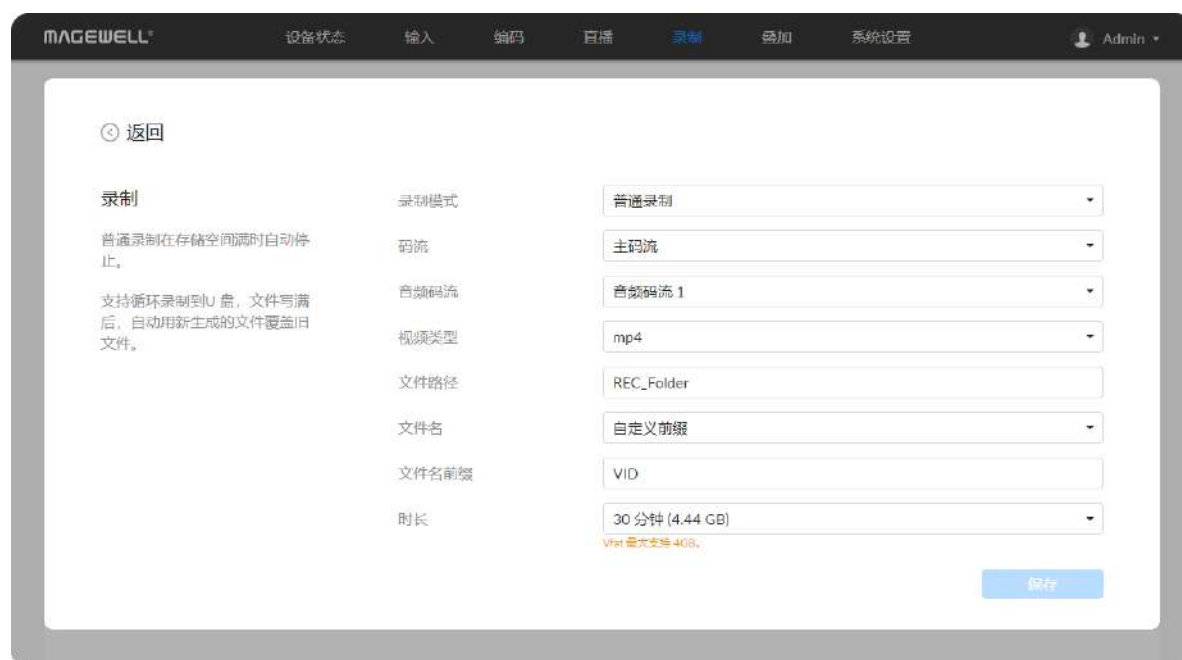 MAGEWELL®
设备状态 输入 编码 直播 录制 叠加 系统设置 Admin
返回
录制
普通录制在存储空间满时自动停
止。
支持循环录制到U 盘，文件写满
后，自动用新生成的文件覆盖旧
文件。
录制模式 普通录制
码流 主码流
音频码流 音频码流 1
视频类型 mp4
文件路径 REC_Folder
文件名 自定义前缀
文件名前缀 VID
时长 30 分钟 (4.44 GB)
Vfat 最大支持 4GB。
保存